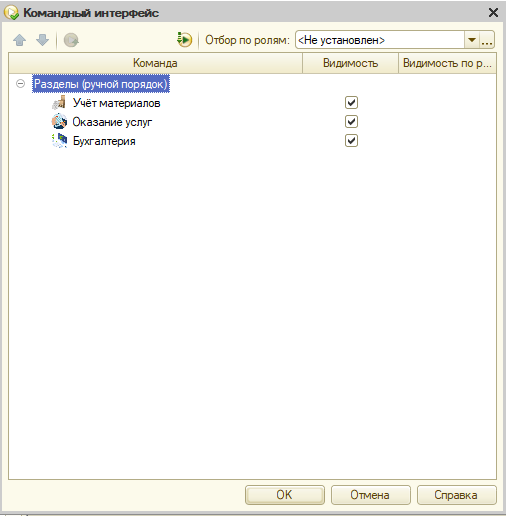 Командный интерфейс
Отбор по ролям: <Не установлен>
Команда Видимость Видимость по р...
Разделы (ручной порядок)
Учёт материалов
Оказание услуг
Бухгалтерия
ОК Отмена Справка